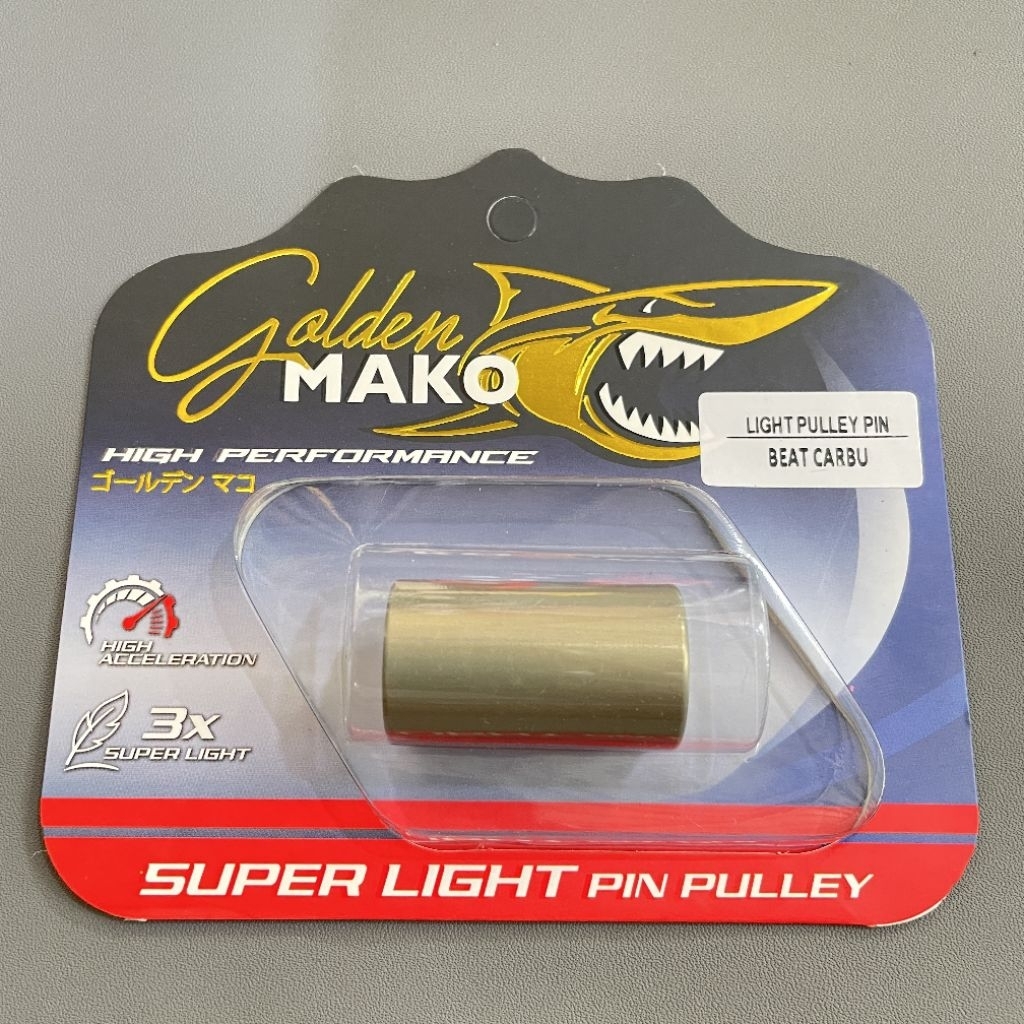 Golden
MAKO
LIGHT PULLEY PIN
BEAT CARBU
HIGH PERFORMANCE
ゴールデン マコ
HIGH
ACCELERATION
3x
SUPER LIGHT
SUPER LIGHT PIN PULLEY